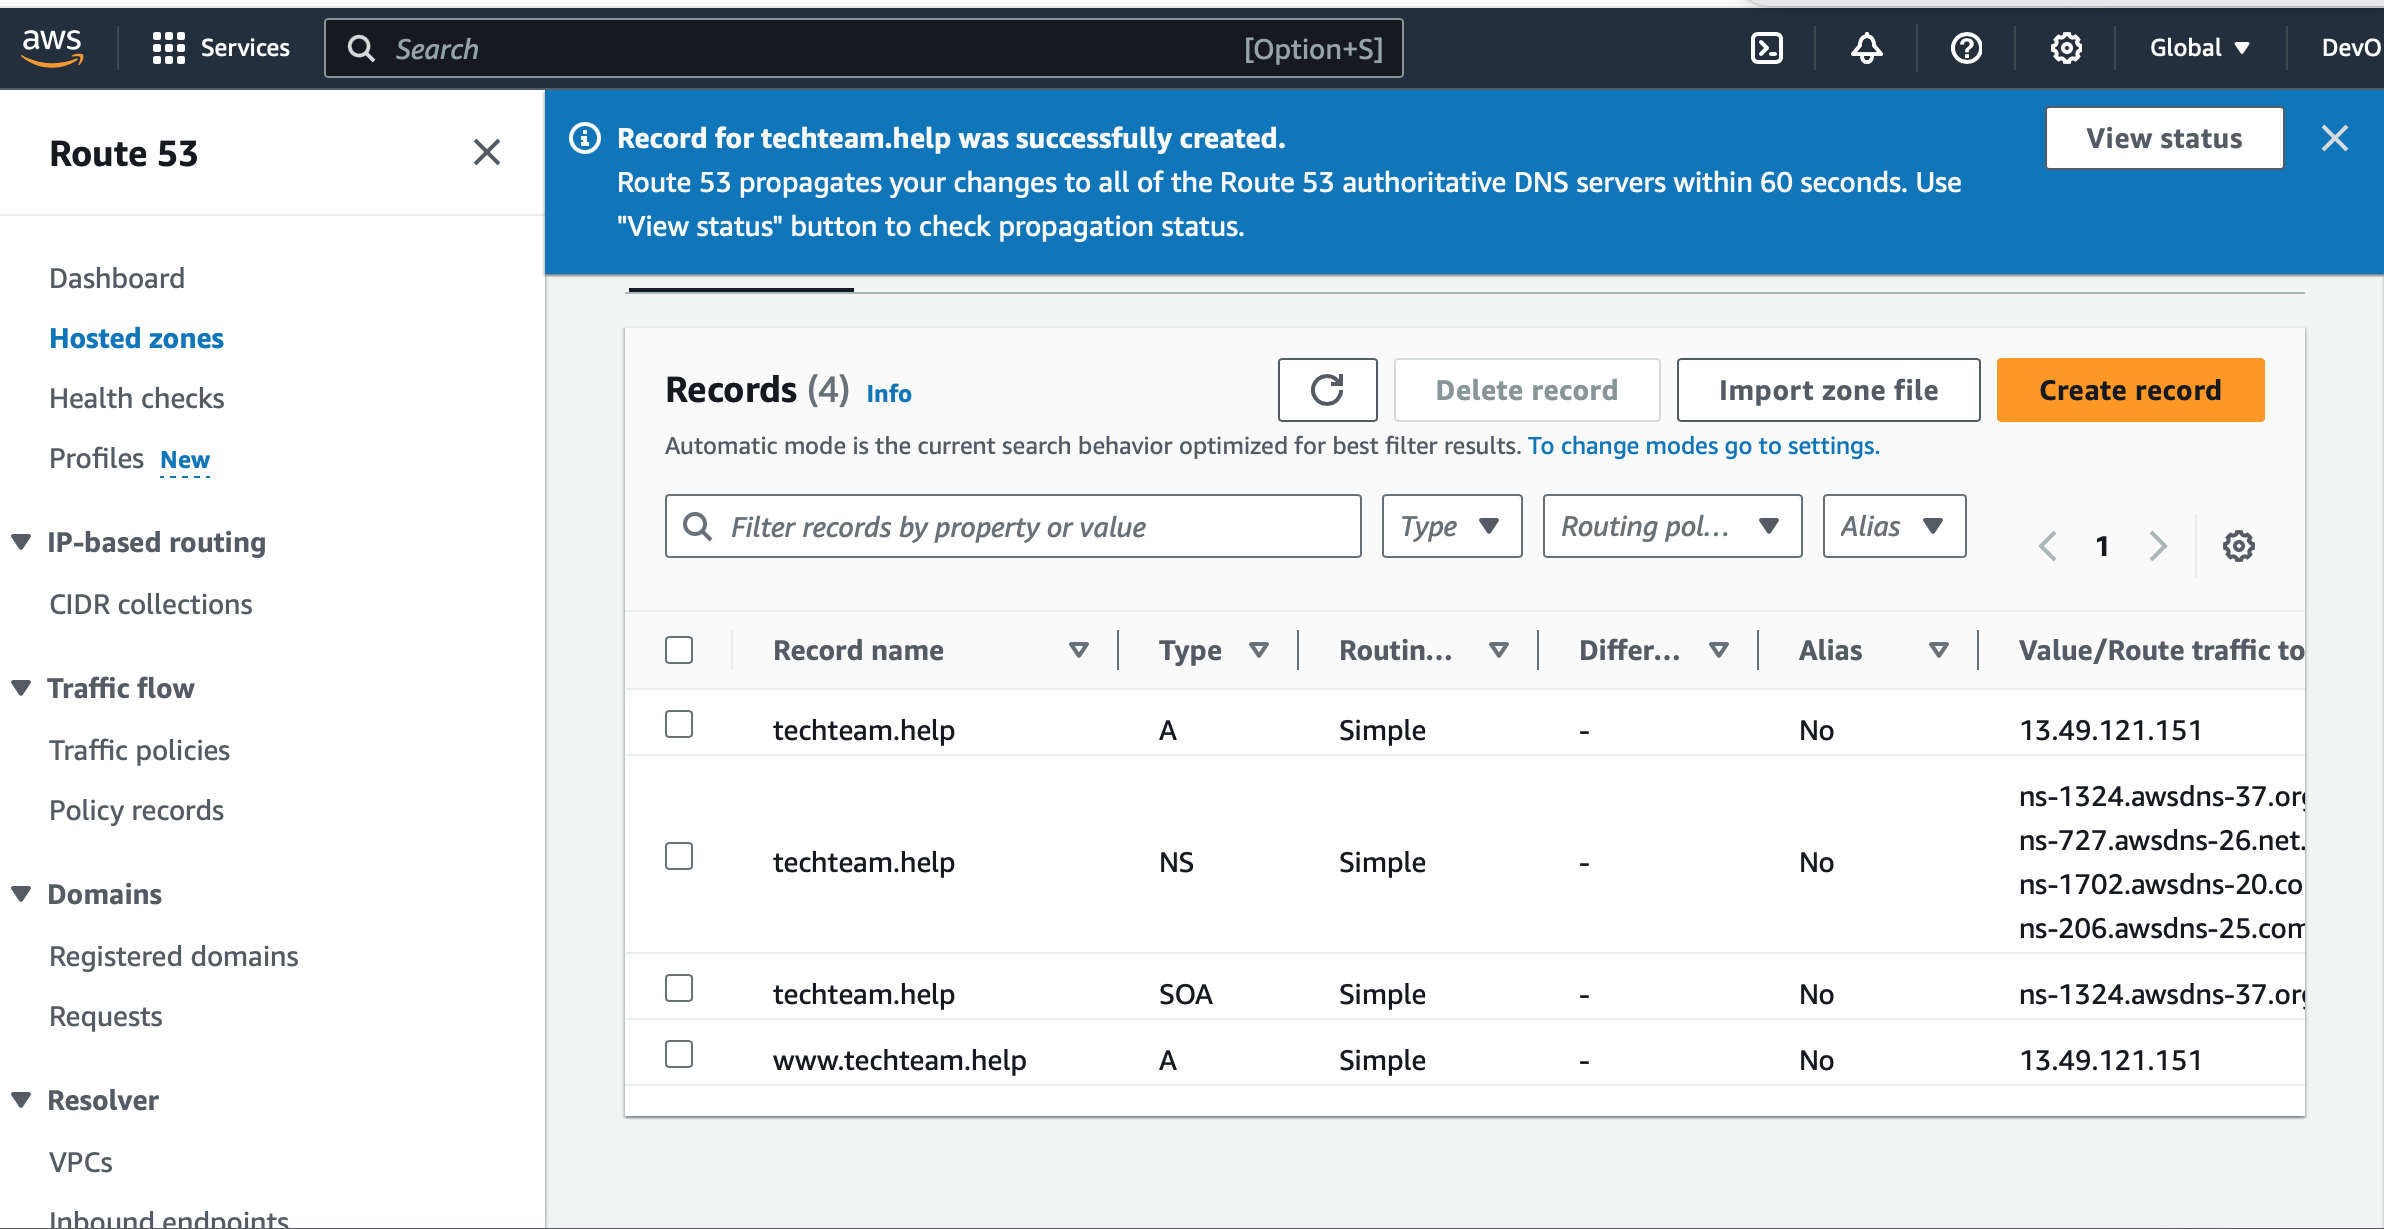 aws
Services
Search
[Option+S]
Global
DevO
Route 53
Dashboard
Hosted zones
Health checks
Profiles New
IP-based routing
CIDR collections
Traffic flow
Traffic policies
Policy records
Domains
Registered domains
Requests
Resolver
VPCs
Inbound endpoints
Record for techteam.help was successfully created.
Route 53 propagates your changes to all of the Route 53 authoritative DNS servers within 60 seconds. Use
"View status" button to check propagation status.
View status
Records (4) Info
Delete record
Import zone file
Create record
Automatic mode is the current search behavior optimized for best filter results. To change modes go to settings.
Filter records by property or value
Type
Routing pol...
Alias
1
Record name Type Routin... Differ... Alias Value/Route traffic to
techteam.help A Simple - No 13.49.121.151
techteam.help NS Simple - No
ns-1324.awsdns-37.org
ns-727.awsdns-26.net.
ns-1702.awsdns-20.co
ns-206.awsdns-25.com
techteam.help SOA Simple - No ns-1324.awsdns-37.org
www.techteam.help A Simple - No 13.49.121.151